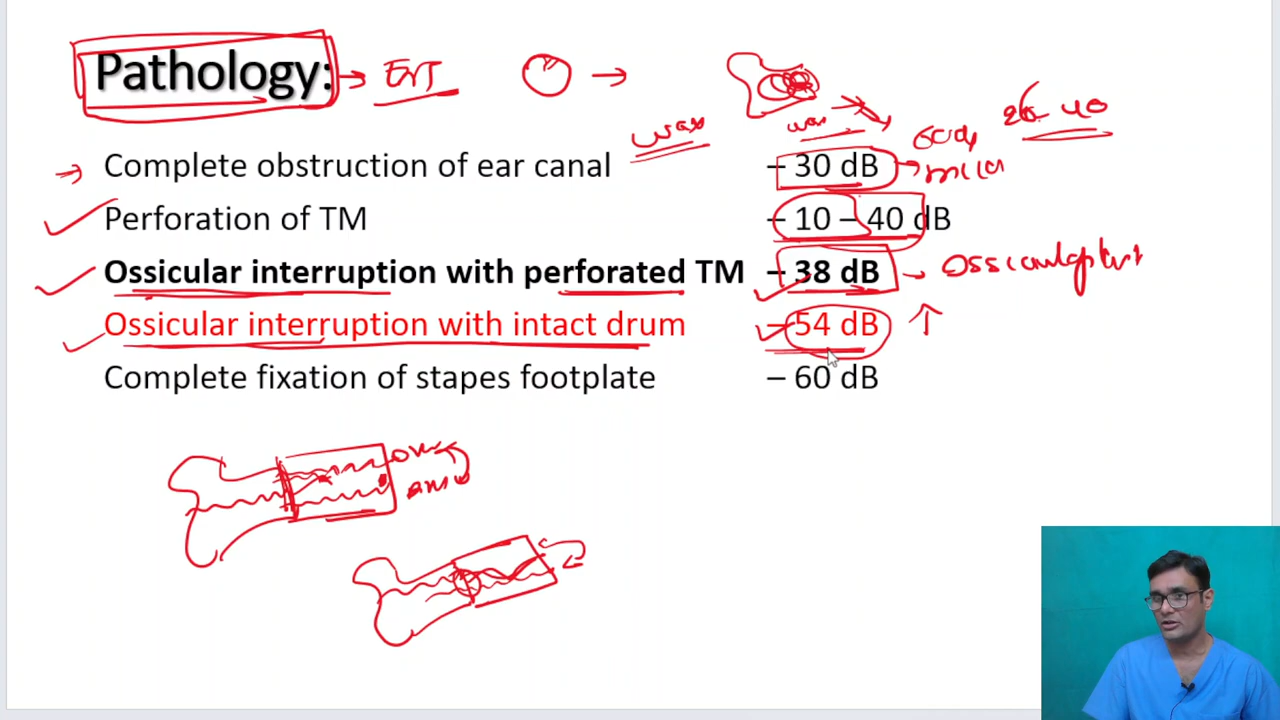 Pathology: ENT
wax
wax
Complete obstruction of ear canal – 30 dB
Perforation of TM – 10 – 40 dB
Ossicular interruption with perforated TM – 38 dB
Ossicular interruption with intact drum – 54 dB
Complete fixation of stapes footplate – 60 dB